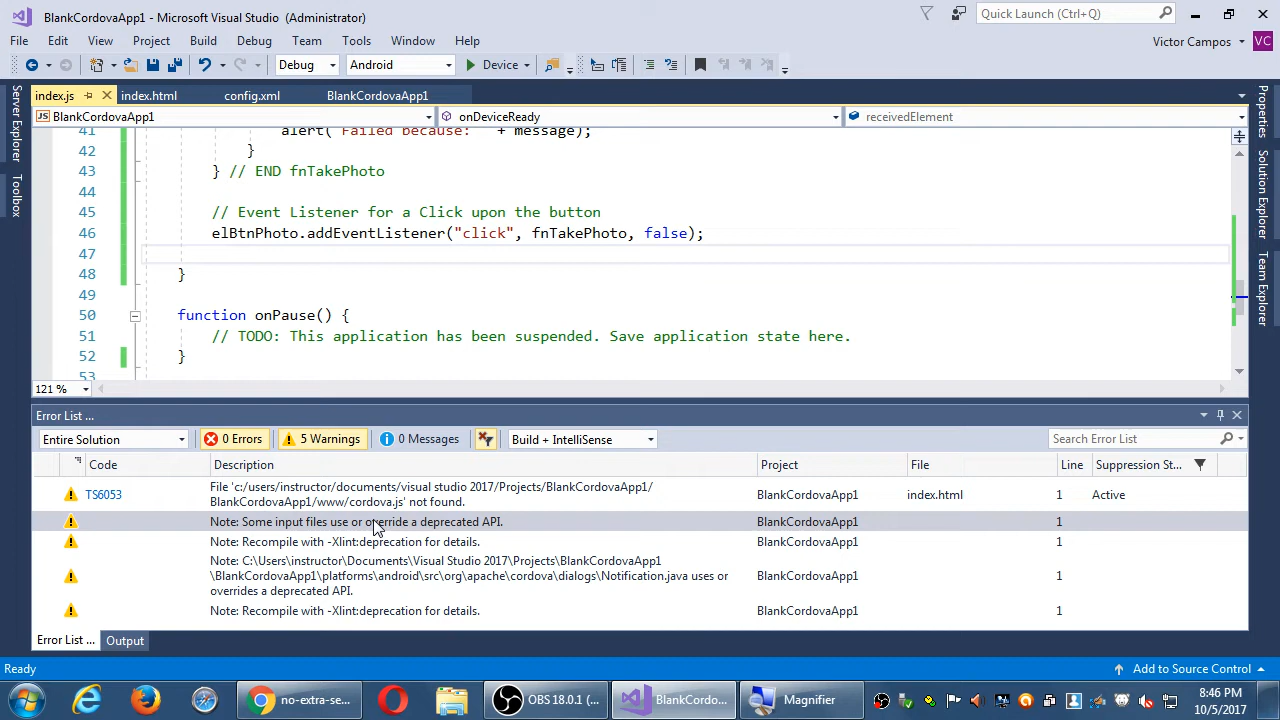 BlankCordovaApp1 - Microsoft Visual Studio (Administrator)
Quick Launch (Ctrl+Q)
File Edit View Project Build Debug Team Tools Window Help
Victor Campos VC
Debug Android Device
index.js index.html config.xml BlankCordovaApp1
JS BlankCordovaApp1 onDeviceReady receivedElement
Server Explorer
Toolbox
Properties
Solution Explorer
Team Explorer
41 alert('Failed because: ' + message);
42 }
43 } // END fnTakePhoto
44
45 // Event Listener for a Click upon the button
46 elBtnPhoto.addEventListener("click", fnTakePhoto, false);
47
48 }
49
50 function onPause() {
51 // TODO: This application has been suspended. Save application state here.
52 }
53
121 %
Error List ...
Entire Solution 0 Errors 5 Warnings 0 Messages Build + IntelliSense Search Error List
Code Description Project File Line Suppression St...
TS6053 File 'c:/users/instructor/documents/visual studio 2017/Projects/BlankCordovaApp1/
BlankCordovaApp1/www/cordova.js' not found. BlankCordovaApp1 index.html 1 Active
Note: Some input files use or override a deprecated API. BlankCordovaApp1 1
Note: Recompile with -Xlint:deprecation for details. BlankCordovaApp1 1
Note: C:\Users\instructor\Documents\Visual Studio 2017\Projects\BlankCordovaApp1
\BlankCordovaApp1\platforms\android\src\org\apache\cordova\dialogs\Notification.java uses or
overrides a deprecated API. BlankCordovaApp1 1
Note: Recompile with -Xlint:deprecation for details. BlankCordovaApp1 1
Error List ... Output
Ready Add to Source Control
no-extra-se... OBS 18.0.1 (... BlankCordo... Magnifier
8:46 PM
10/5/2017